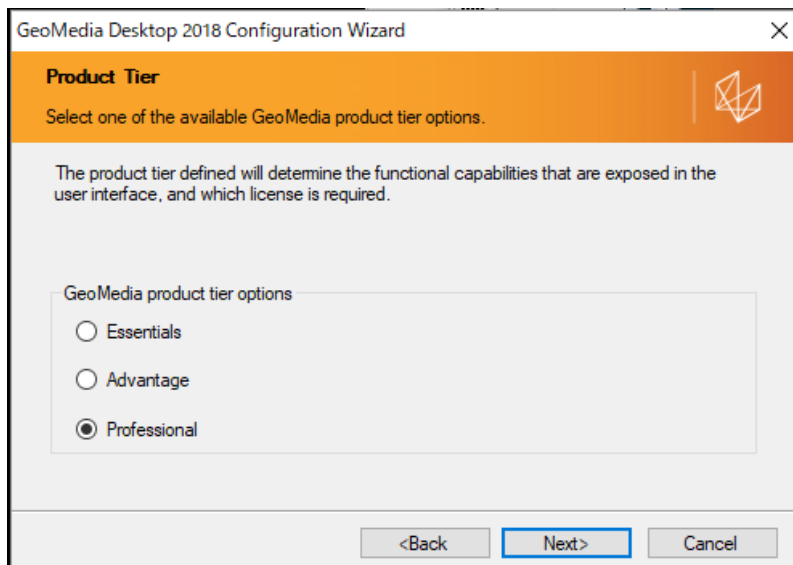 GeoMedia Desktop 2018 Configuration Wizard
Product Tier
Select one of the available GeoMedia product tier options.
The product tier defined will determine the functional capabilities that are exposed in the
user interface, and which license is required.
GeoMedia product tier options
Essentials
Advantage
Professional
<Back
Next>
Cancel